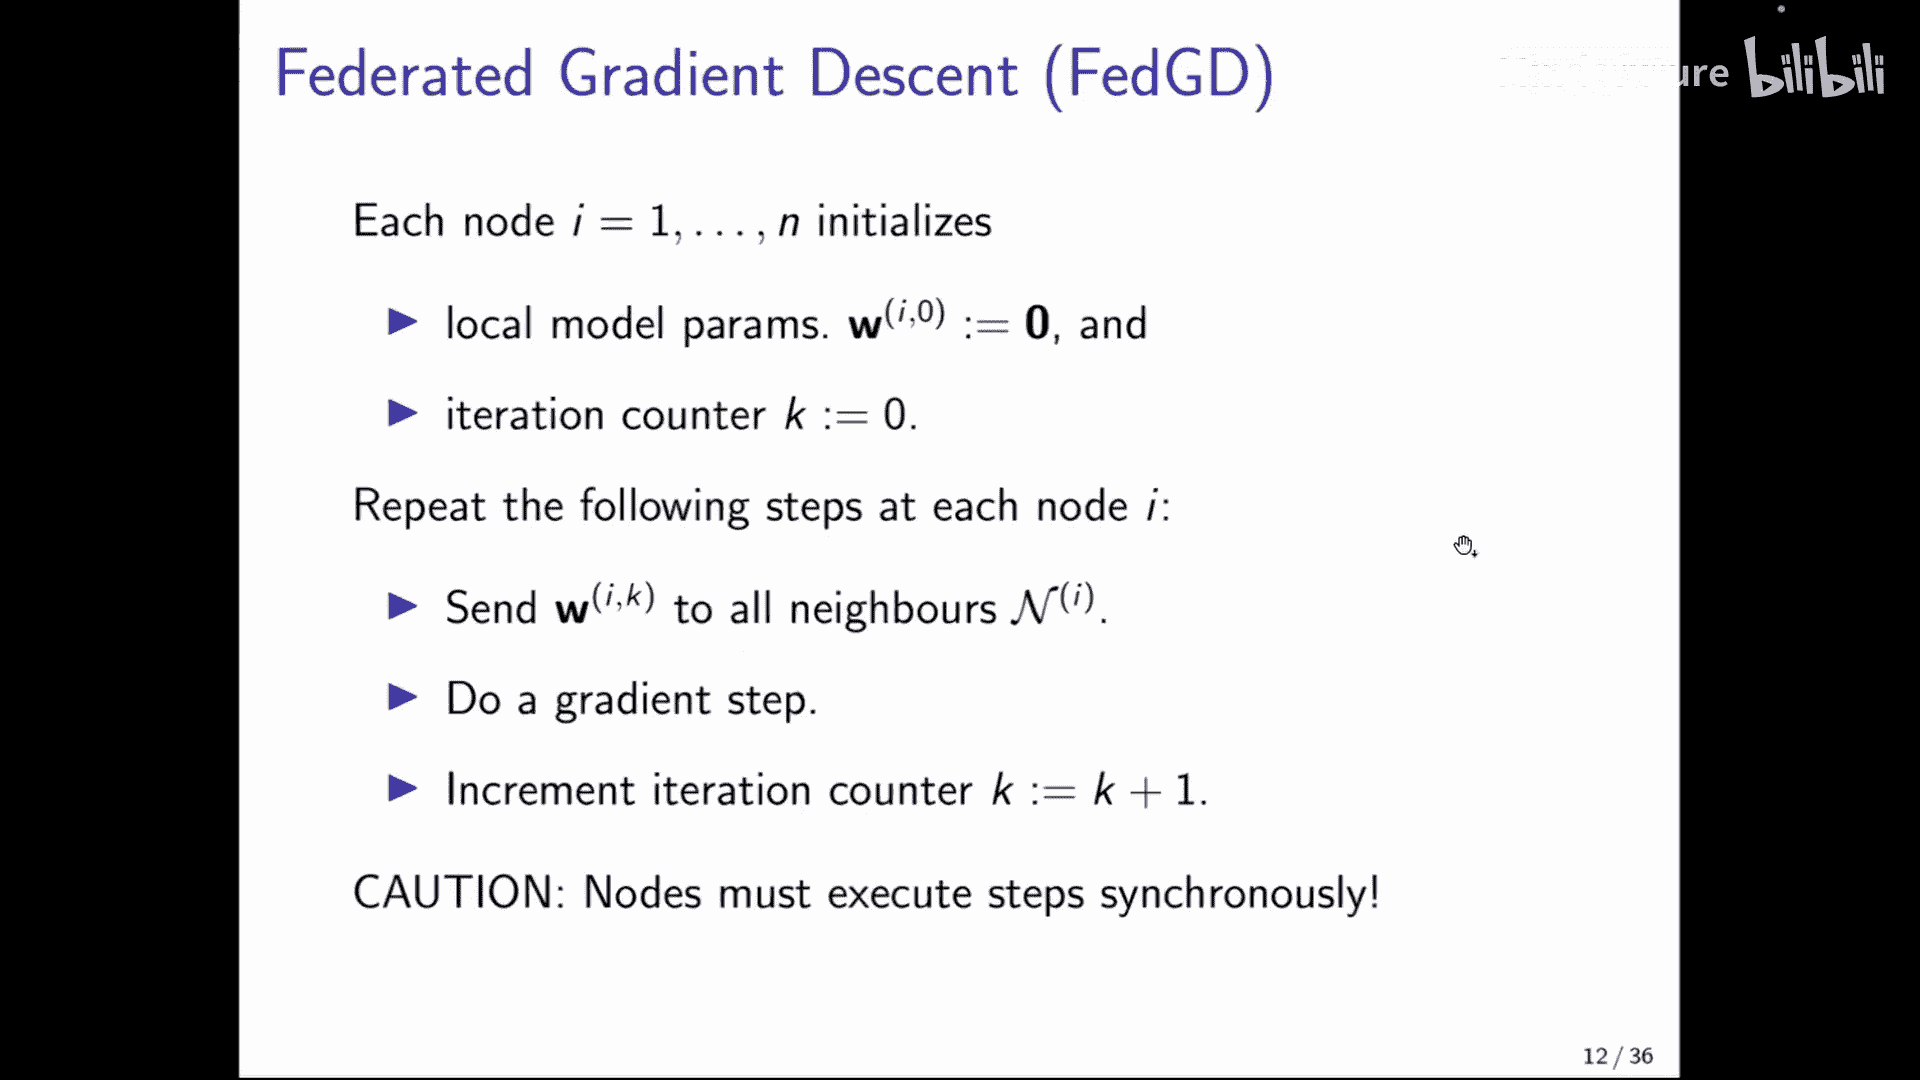 Federated Gradient Descent (FedGD)
bilibili
Each node i = 1, . . . , n initializes
▶ local model params. w^(i,0) := 0, and
▶ iteration counter k := 0.
Repeat the following steps at each node i:
▶ Send w^(i,k) to all neighbours N^(i).
▶ Do a gradient step.
▶ Increment iteration counter k := k + 1.
CAUTION: Nodes must execute steps synchronously!
12 / 36